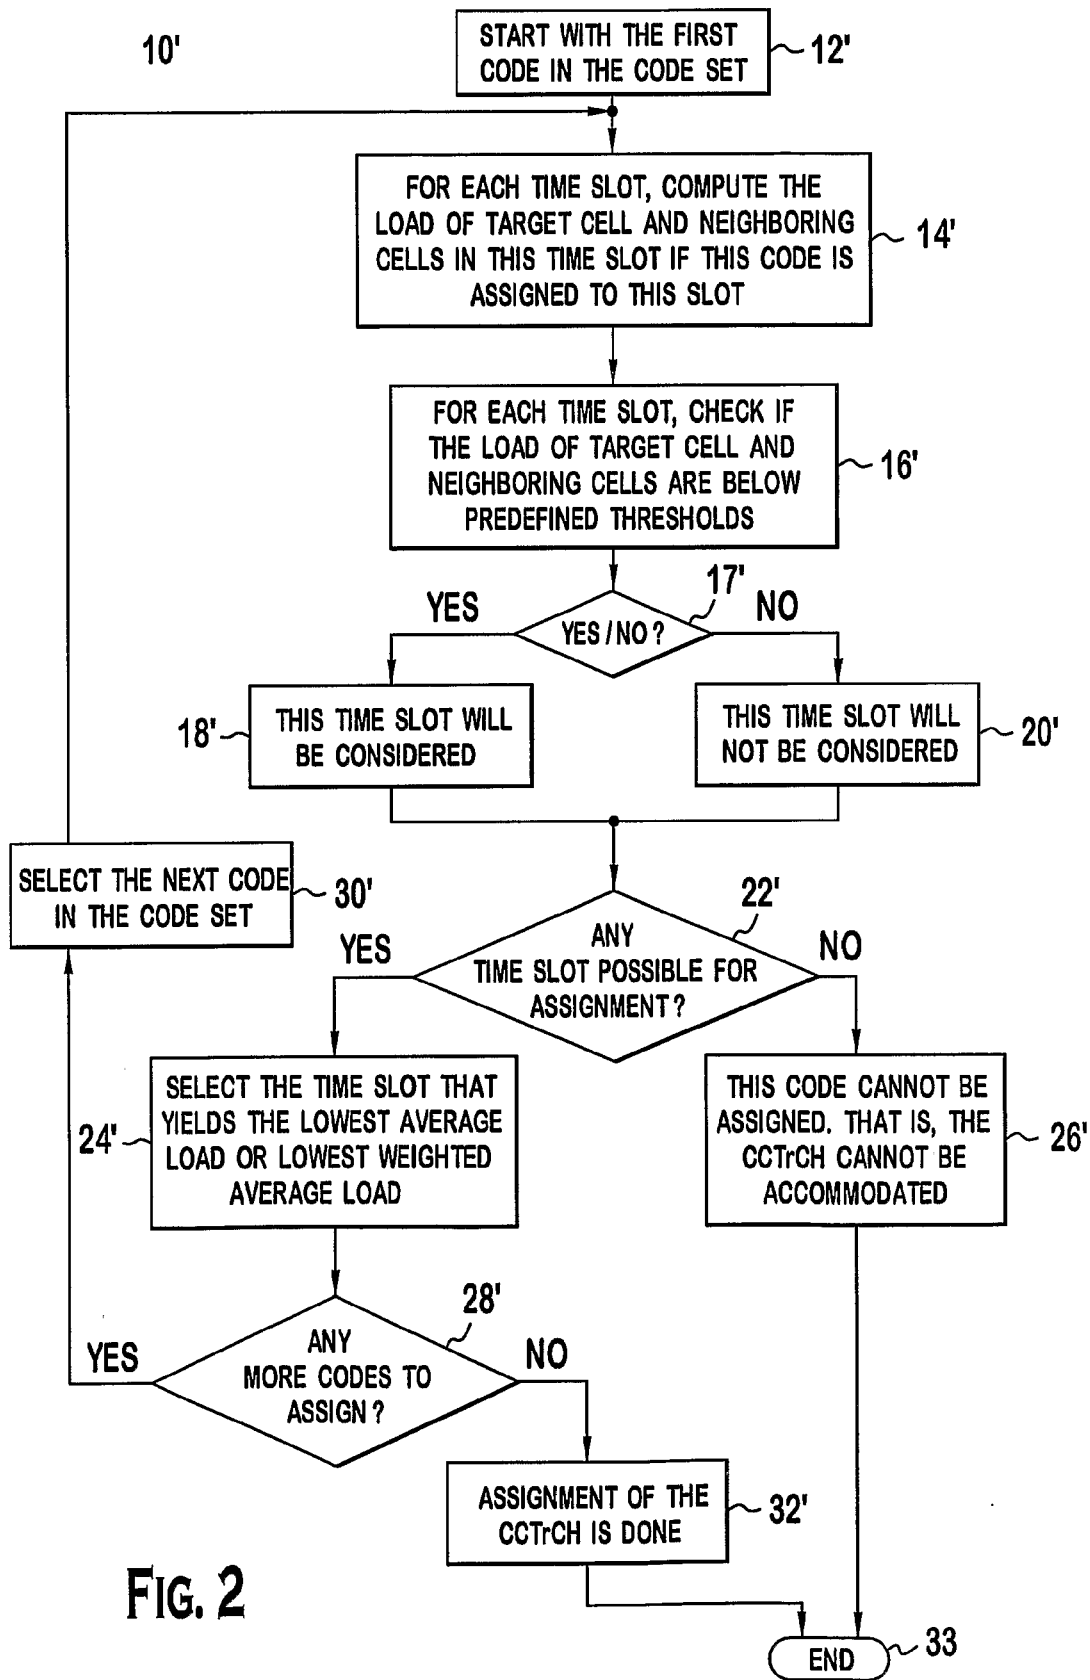 10'
START WITH THE FIRST
CODE IN THE CODE SET
12'
FOR EACH TIME SLOT, COMPUTE THE
LOAD OF TARGET CELL AND NEIGHBORING
CELLS IN THIS TIME SLOT IF THIS CODE IS
ASSIGNED TO THIS SLOT
14'
FOR EACH TIME SLOT, CHECK IF
THE LOAD OF TARGET CELL AND
NEIGHBORING CELLS ARE BELOW
PREDEFINED THRESHOLDS
16'
17'
YES
YES / NO ?
NO
18'
THIS TIME SLOT WILL
BE CONSIDERED
THIS TIME SLOT WILL
NOT BE CONSIDERED
20'
SELECT THE NEXT CODE
IN THE CODE SET
30'
22'
YES
ANY
TIME SLOT POSSIBLE FOR
ASSIGNMENT?
NO
24'
SELECT THE TIME SLOT THAT
YIELDS THE LOWEST AVERAGE
LOAD OR LOWEST WEIGHTED
AVERAGE LOAD
THIS CODE CANNOT BE
ASSIGNED. THAT IS, THE
CCTrCH CANNOT BE
ACCOMMODATED
26'
28'
YES
ANY
MORE CODES TO
ASSIGN?
NO
ASSIGNMENT OF THE
CCTrCH IS DONE
32'
FIG. 2
END
33